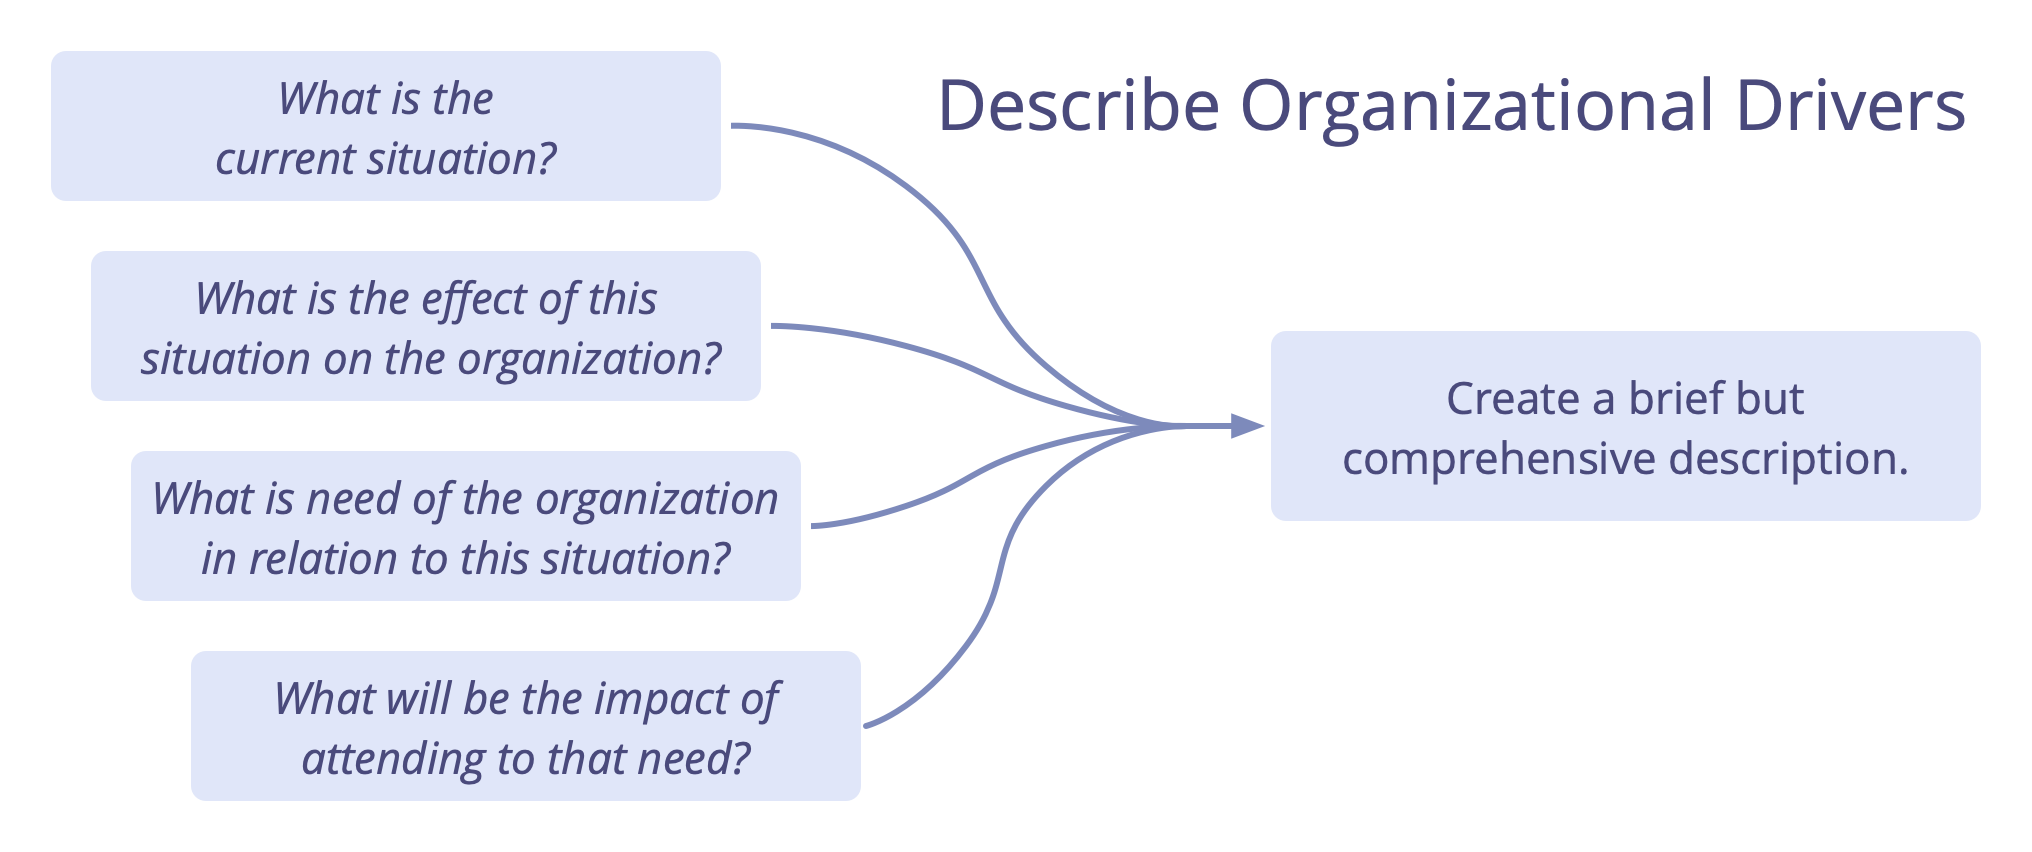 Describe Organizational Drivers
What is the
current situation?
What is the effect of this
situation on the organization?
What is need of the organization
in relation to this situation?
What will be the impact of
attending to that need?
Create a brief but
comprehensive description.